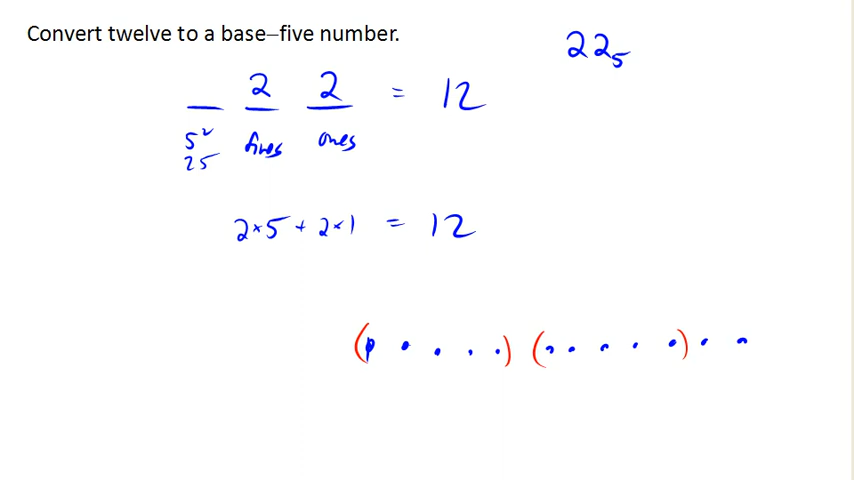 Convert twelve to a base–five number.
22₅
__ 2 2 = 12
5² fives ones
25
2×5 + 2×1 = 12
(• • • • •) (• • • • •) • •